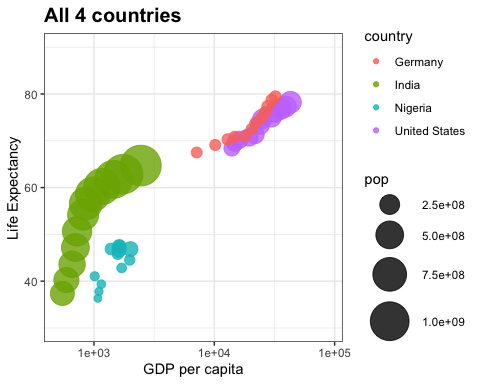 All 4 countries
Life Expectancy
80
60
40
1e+03 1e+04 1e+05
GDP per capita
country
Germany
India
Nigeria
United States
pop
2.5e+08
5.0e+08
7.5e+08
1.0e+09